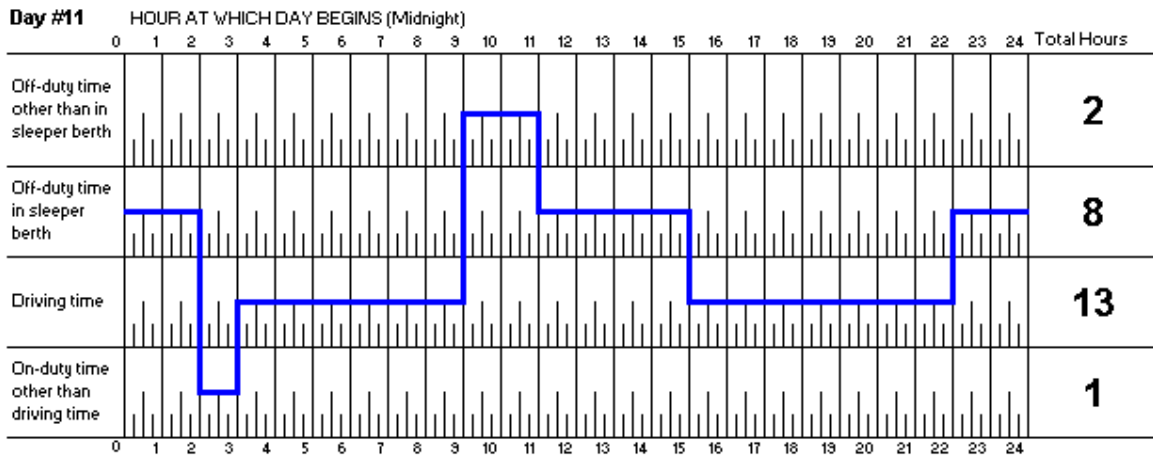 Day #11 HOUR AT WHICH DAY BEGINS (Midnight)
0 1 2 3 4 5 6 7 8 9 10 11 12 13 14 15 16 17 18 19 20 21 22 23 24 Total Hours
Off-duty time
other than in
sleeper berth
2
Off-duty time
in sleeper
berth
8
Driving time
13
On-duty time
other than
driving time
1
0 1 2 3 4 5 6 7 8 9 10 11 12 13 14 15 16 17 18 19 20 21 22 23 24